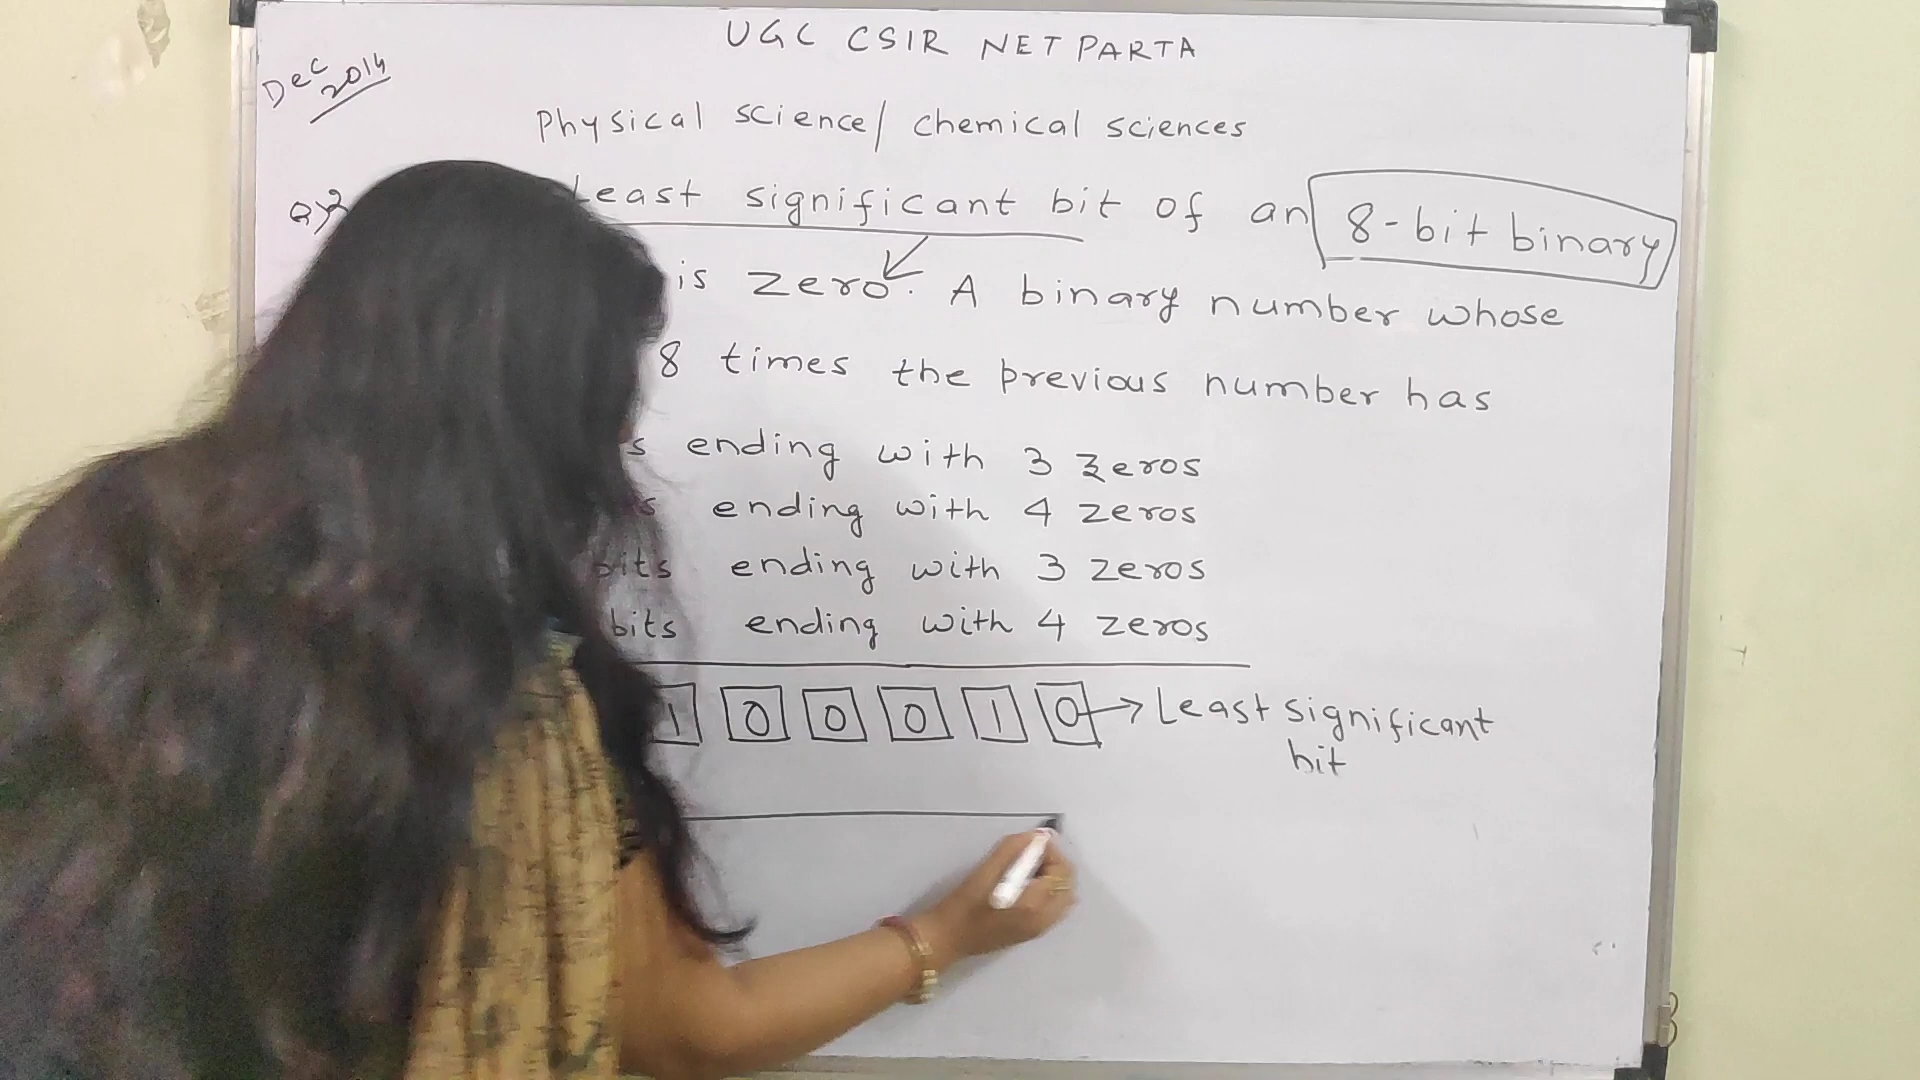 UGC CSIR NET PART A
Dec 2014
Physical science/ chemical sciences
Q)2 Least significant bit of an 8-bit binary
is zero. A binary number whose
8 times the previous number has
s ending with 3 zeros
s ending with 4 zeros
bits ending with 3 zeros
bits ending with 4 zeros
1 0 0 0 1 0 → Least significant
bit